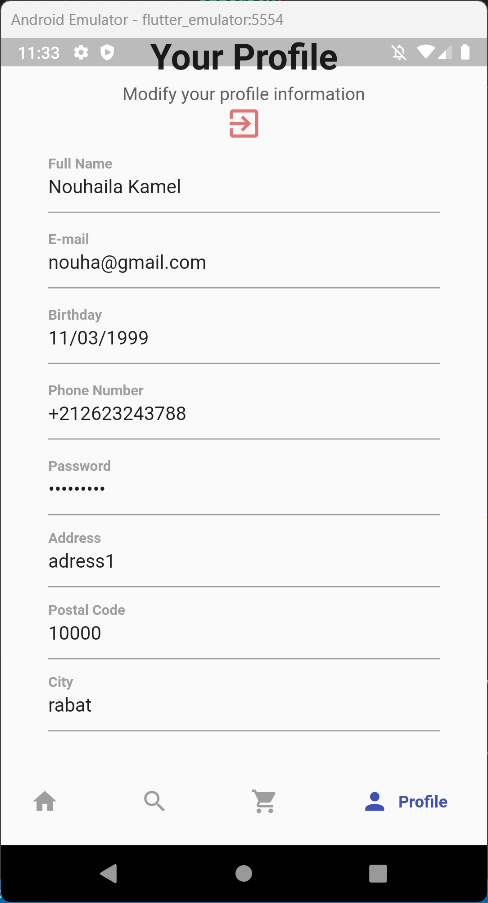 Android Emulator - flutter_emulator:5554
11:33
Your Profile
Modify your profile information
Full Name
Nouhaila Kamel
E-mail
nouha@gmail.com
Birthday
11/03/1999
Phone Number
+212623243788
Password
•••••••••
Address
adress1
Postal Code
10000
City
rabat
Profile